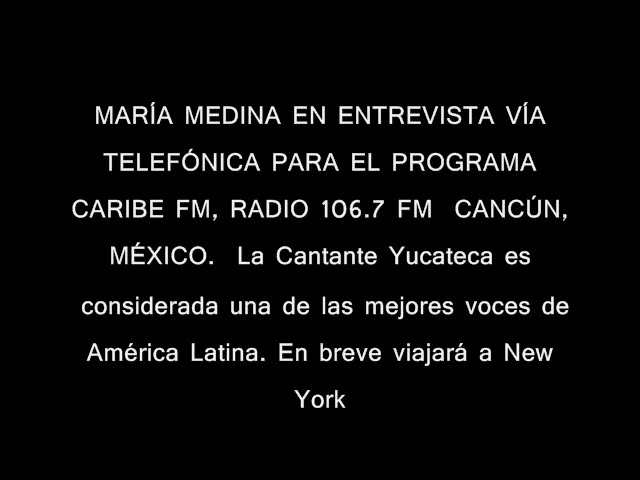 MARÍA MEDINA EN ENTREVISTA VÍA
TELEFÓNICA PARA EL PROGRAMA
CARIBE FM, RADIO 106.7 FM CANCÚN,
MÉXICO. La Cantante Yucateca es
considerada una de las mejores voces de
América Latina. En breve viajará a New
York